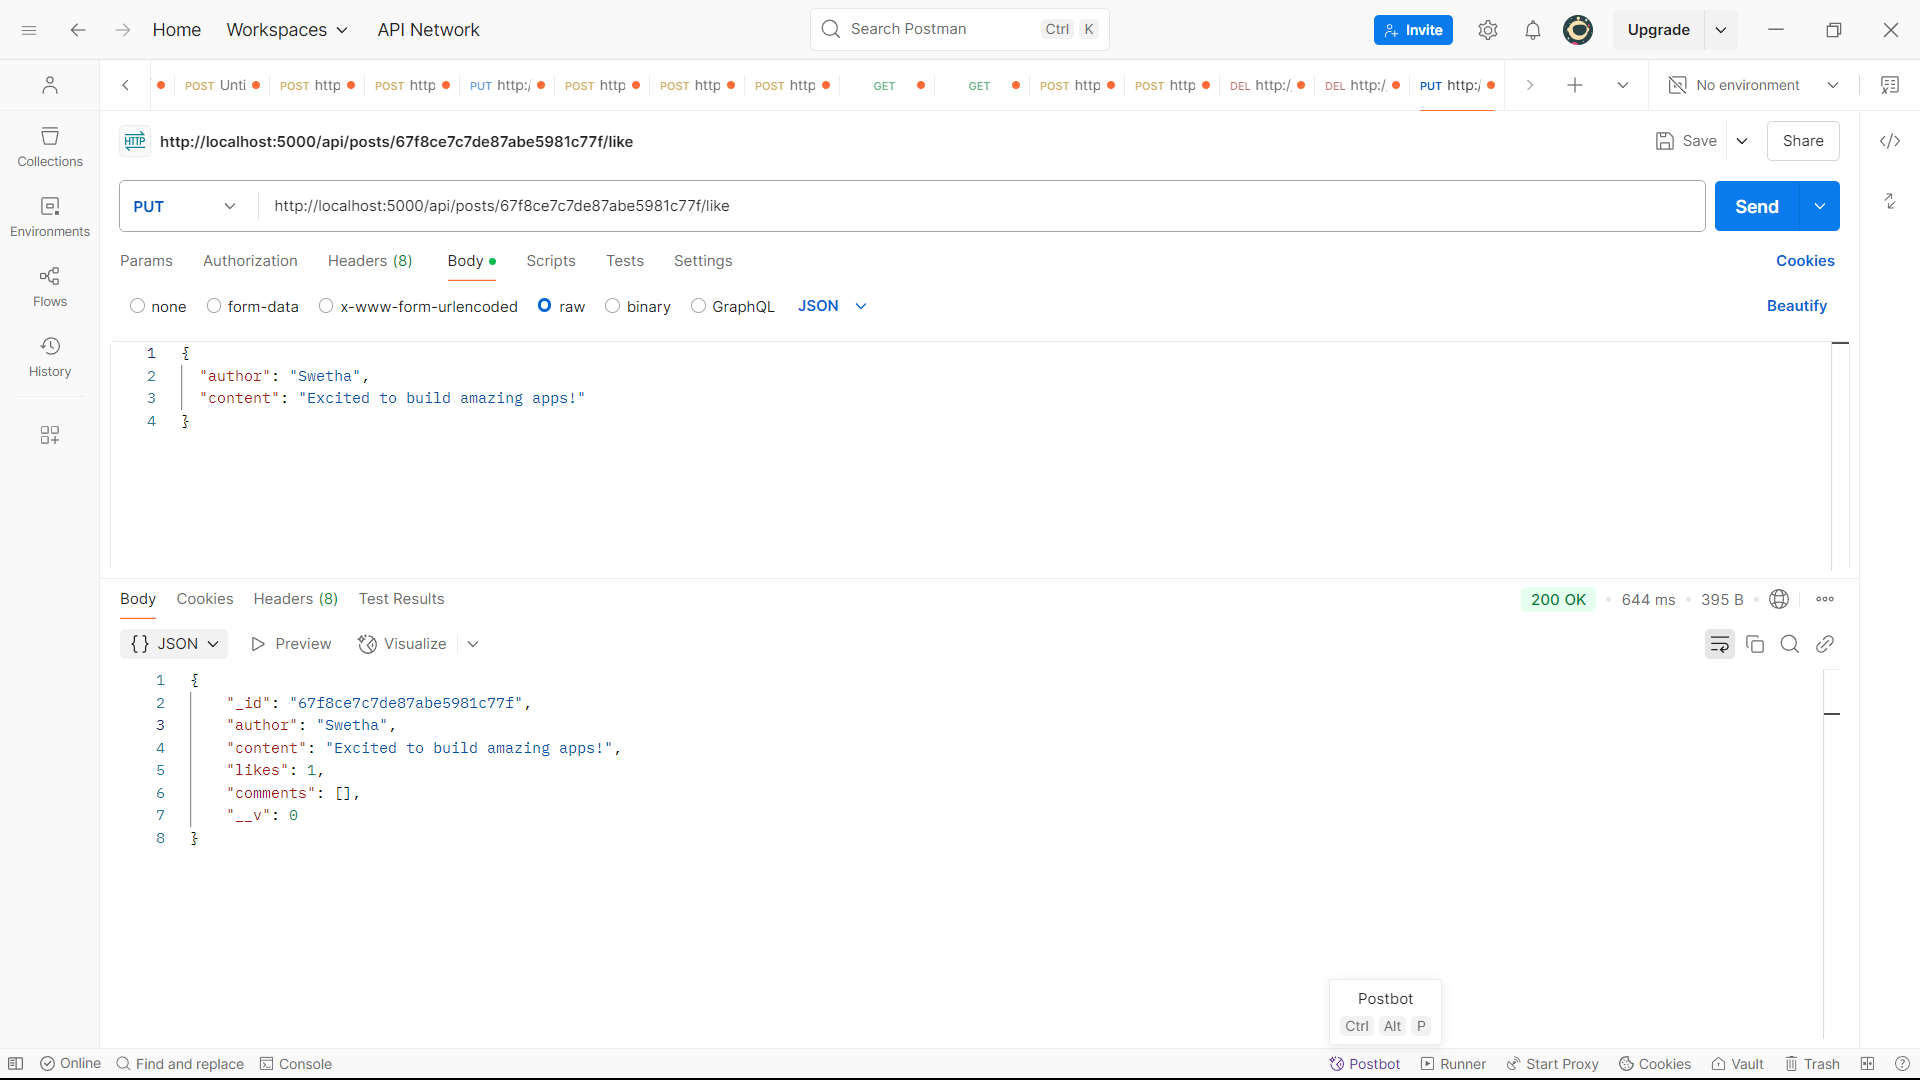 Home Workspaces API Network Search Postman Ctrl K Invite Upgrade
POST Unti POST http POST http PUT http:/ POST http POST http POST http GET GET POST http POST http DEL http:/ DEL http:/ PUT http:/ No environment
HTTP http://localhost:5000/api/posts/67f8ce7c7de87abe5981c77f/like Save Share
Collections
PUT http://localhost:5000/api/posts/67f8ce7c7de87abe5981c77f/like Send
Environments
Params Authorization Headers (8) Body Scripts Tests Settings Cookies
Flows
none form-data x-www-form-urlencoded raw binary GraphQL JSON Beautify
History
1 {
2 "author": "Swetha",
3 "content": "Excited to build amazing apps!"
4 }
Body Cookies Headers (8) Test Results 200 OK 644 ms 395 B
{} JSON Preview Visualize
1 {
2 "_id": "67f8ce7c7de87abe5981c77f",
3 "author": "Swetha",
4 "content": "Excited to build amazing apps!",
5 "likes": 1,
6 "comments": [],
7 "__v": 0
8 }
Postbot
Ctrl Alt P
Online Find and replace Console Postbot Runner Start Proxy Cookies Vault Trash